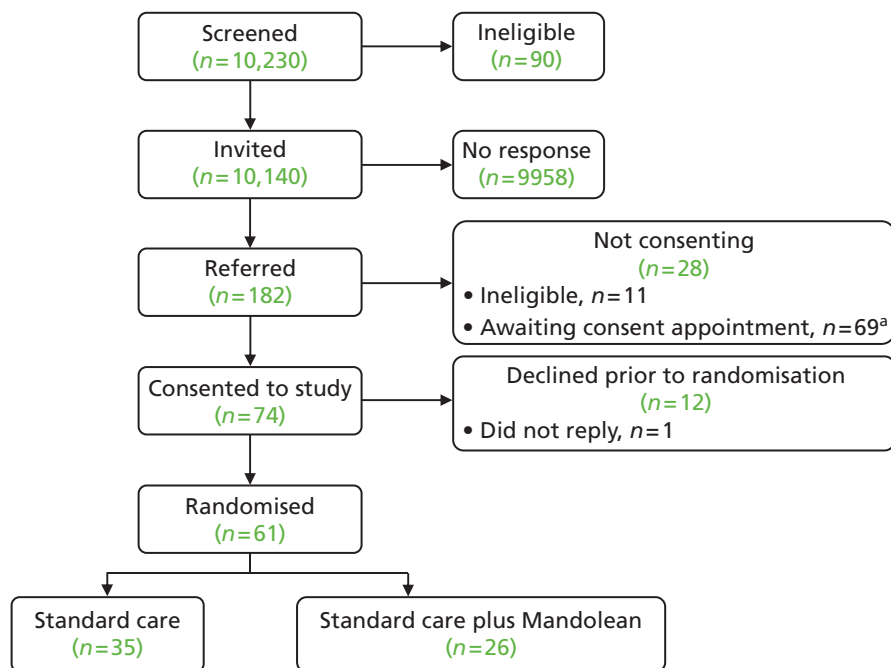 Screened
(n=10,230)
Ineligible
(n=90)
Invited
(n=10,140)
No response
(n=9958)
Referred
(n=182)
Not consenting
(n=28)
• Ineligible, n=11
• Awaiting consent appointment, n=69ᵃ
Consented to study
(n=74)
Declined prior to randomisation
(n=12)
• Did not reply, n=1
Randomised
(n=61)
Standard care
(n=35)
Standard care plus Mandolean
(n=26)